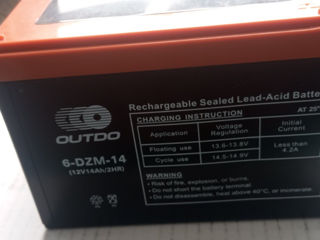 OUTDO
6-DZM-14
(12V14Ah/2HR)
Rechargeable Sealed Lead-Acid Batte
CHARGING INSTRUCTION AT 25°
Application Voltage Regulation Initial Current
Floating use 13.6-13.8V Less than 4.2A
Cycle use 14.5-14.9V
WARNING
Risk of fire, explosion, or burns.
Do not short the battery terminal.
Do not disassemble, heat above 60°C, or incinerate.